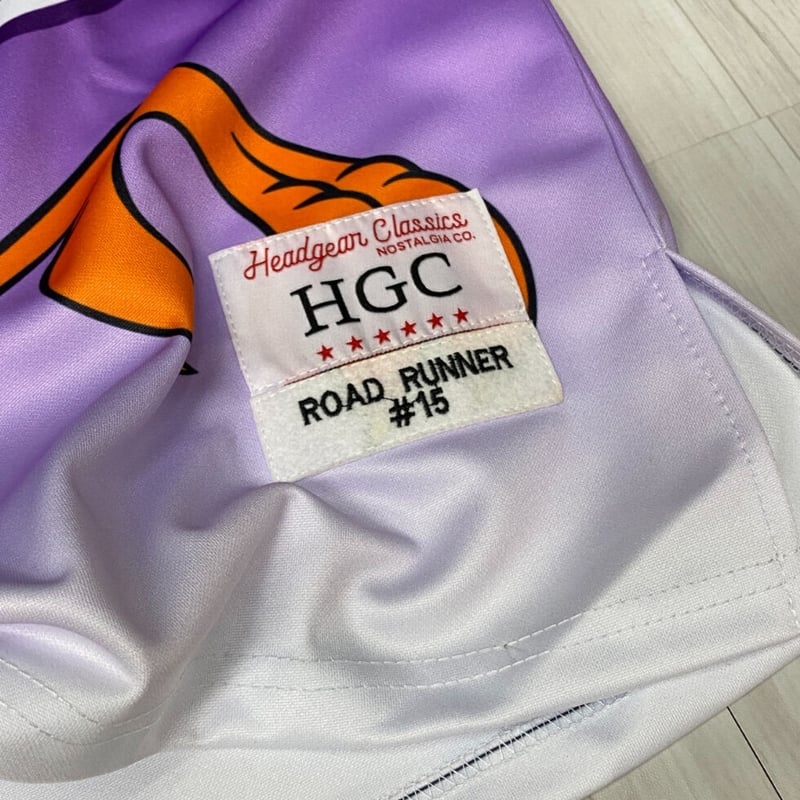 Headgear Classics
NOSTALGIA CO.
HGC
ROAD RUNNER
#15